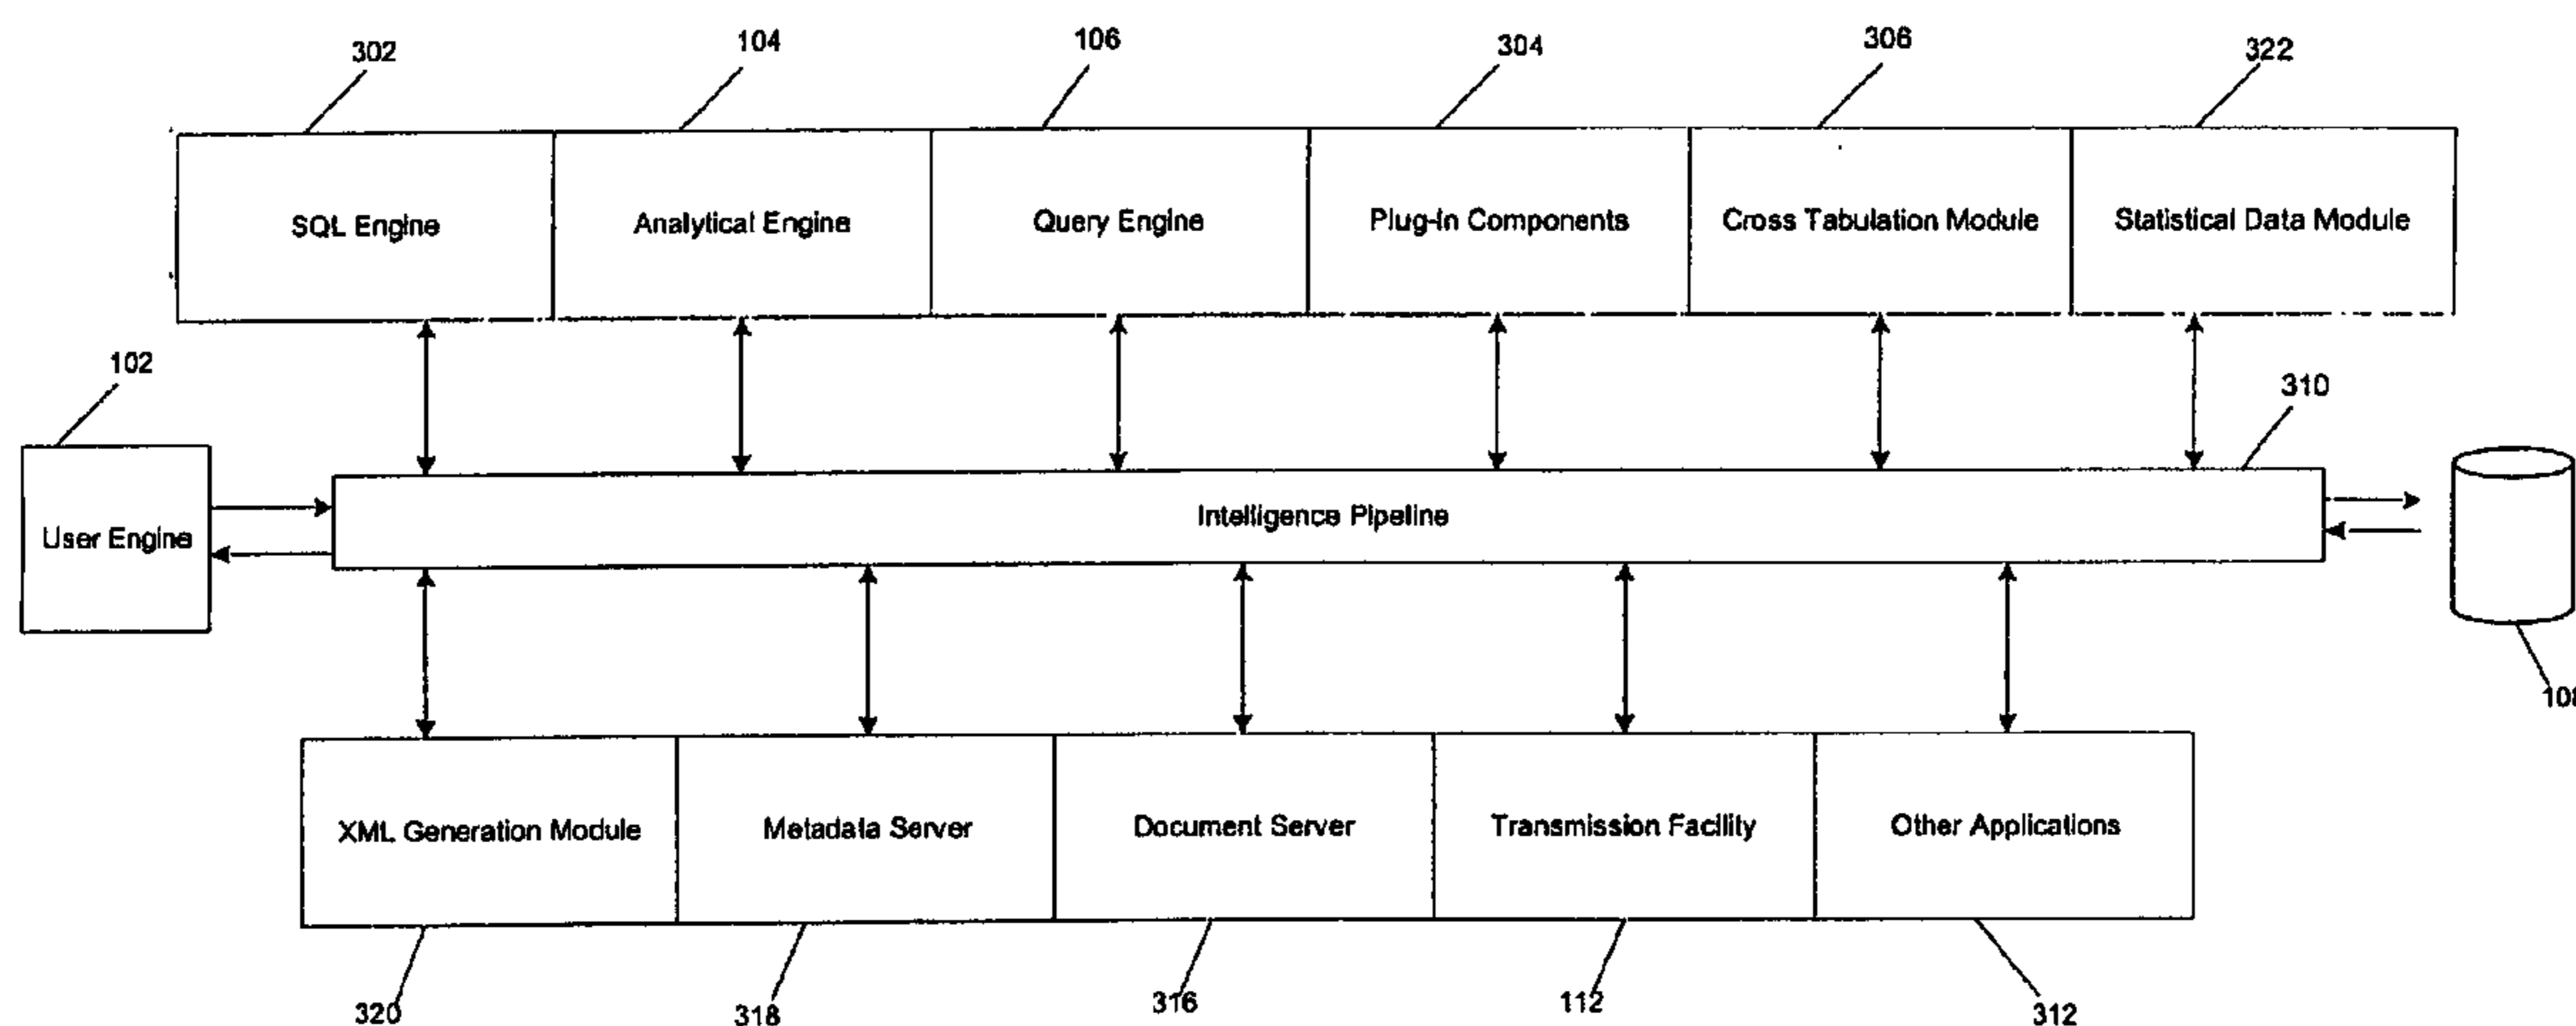 302
104
106
304
306
322
SQL Engine
Analytical Engine
Query Engine
Plug-In Components
Cross Tabulation Module
Statistical Data Module
102
310
User Engine
Intelligence Pipeline
108
XML Generation Module
Metadata Server
Document Server
Transmission Facility
Other Applications
320
318
316
112
312